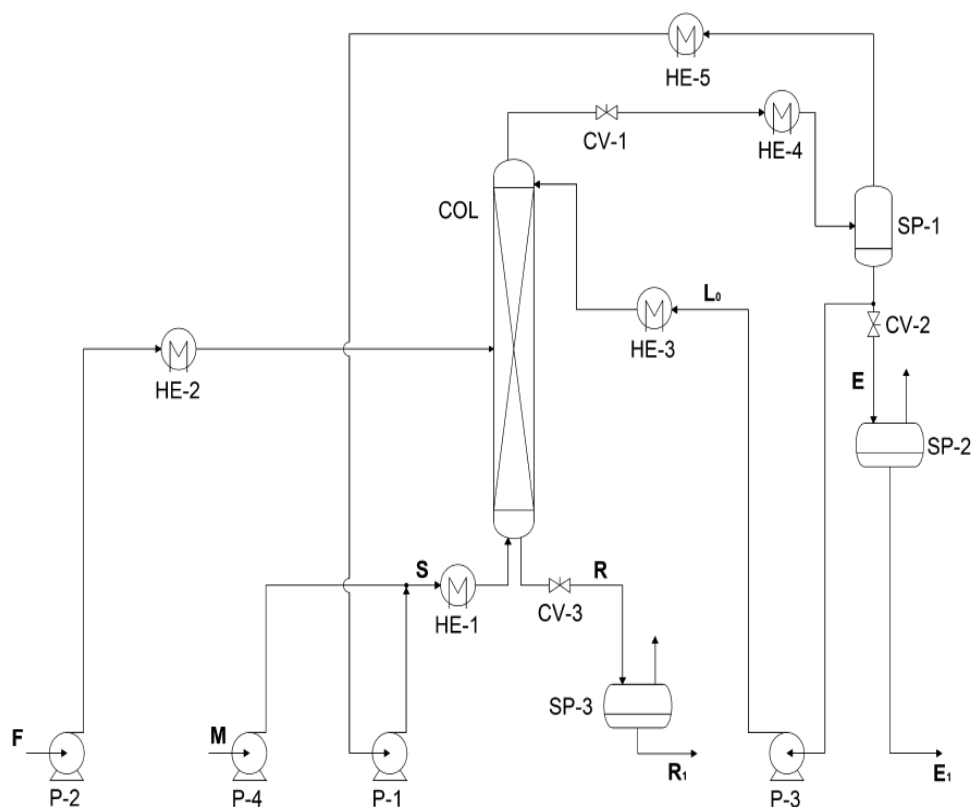 HE-5
CV-1
HE-4
COL
SP-1
L₀
HE-3
CV-2
HE-2
E
SP-2
S
R
HE-1
CV-3
SP-3
F
M
R₁
E₁
P-2
P-4
P-1
P-3